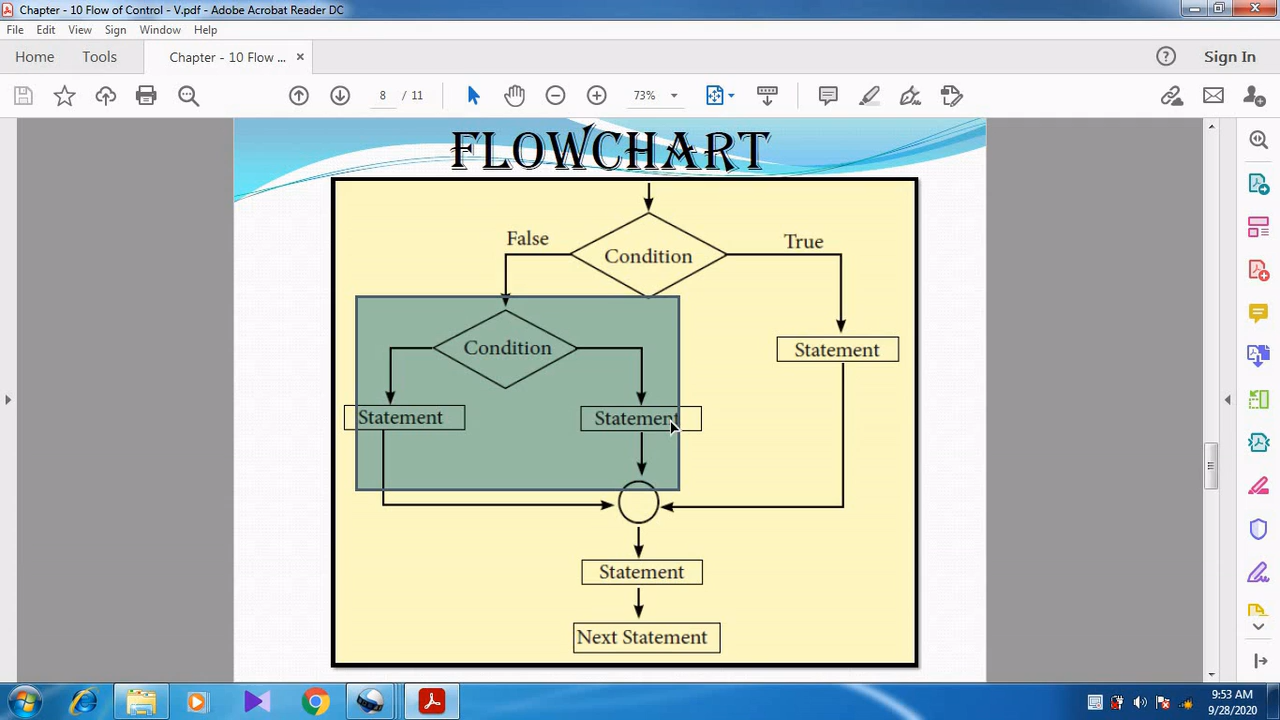 Chapter - 10 Flow of Control - V.pdf - Adobe Acrobat Reader DC
File Edit View Sign Window Help
Home Tools Chapter - 10 Flow ... × Sign In
8 / 11 73%
FLOWCHART
False True
Condition
Condition
Statement
Statement Statement
Statement
Next Statement
9:53 AM
9/28/2020